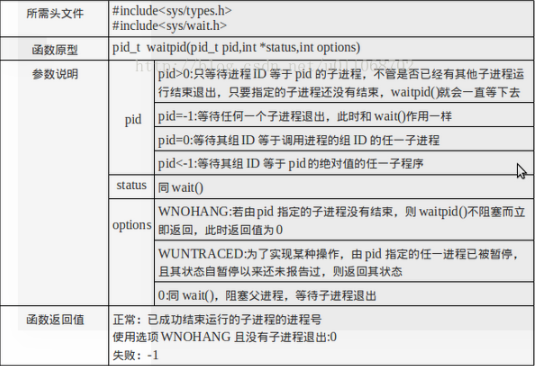 所需头文件
#include<sys/types.h>
#include<sys/wait.h>
函数原型
pid_t waitpid(pid_t pid,int *status,int options)
参数说明
pid
pid>0:只等待进程 ID 等于 pid 的子进程，不管是否已经有其他子进程运
行结束退出，只要指定的子进程还没有结束，waitpid()就会一直等下去
pid=-1:等待任何一个子进程退出，此时和 wait()作用一样
pid=0:等待其组 ID 等于调用进程的组 ID 的任一子进程
pid<-1:等待其组 ID 等于 pid 的绝对值的任一子程序
status
同 wait()
options
WNOHANG:若由 pid 指定的子进程没有结束，则 waitpid()不阻塞而立
即返回，此时返回值为 0
WUNTRACED:为了实现某种操作，由 pid 指定的任一进程已被暂停，
且其状态自暂停以来还未报告过，则返回其状态
0:同 wait()，阻塞父进程，等待子进程退出
函数返回值
正常：已成功结束运行的子进程的进程号
使用选项 WNOHANG 且没有子进程退出:0
失败：-1